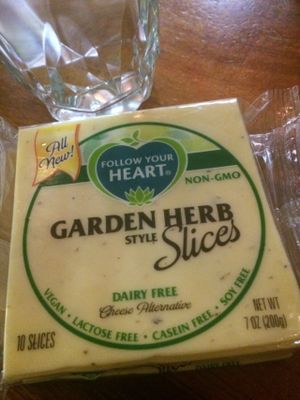 All
New!
FOLLOW YOUR
HEART®
NON-GMO
GARDEN HERB
STYLE Slices
DAIRY FREE
Cheese Alternative
VEGAN • LACTOSE FREE • CASEIN FREE • SOY FREE
10 SLICES
NET WT
7 OZ (200g)